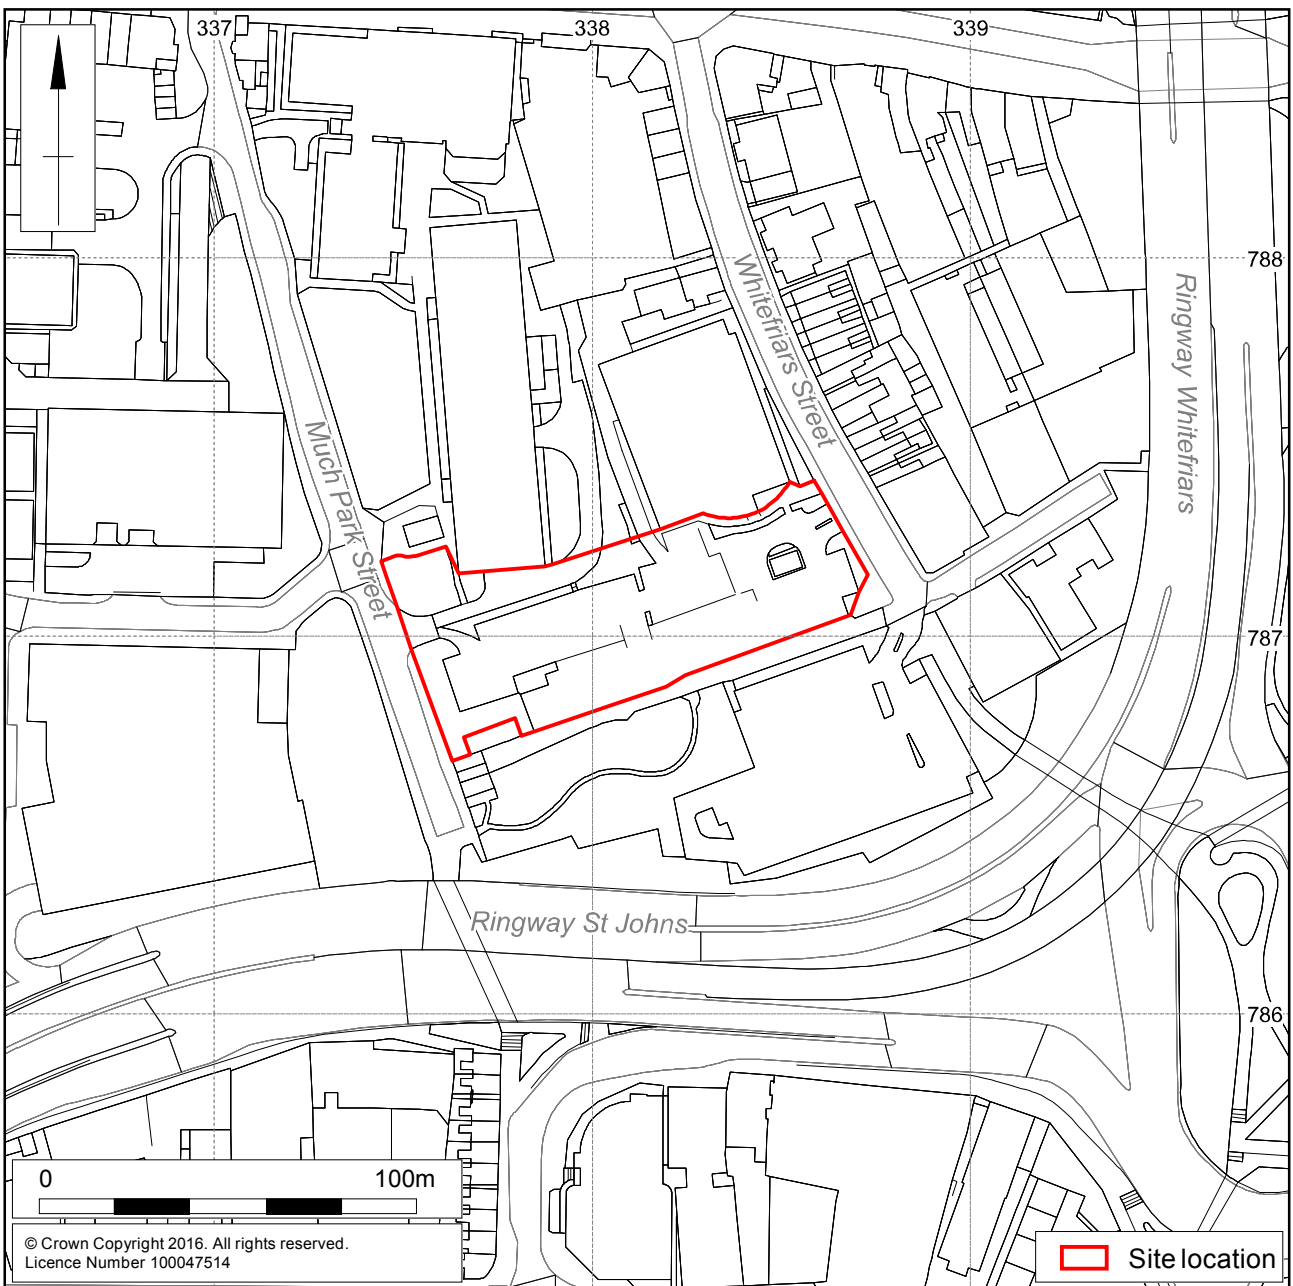 337
338
339
788
Whitefriars Street
Ringway Whitefriars
Much Park Street
787
Ringway St Johns
786
0 100m
© Crown Copyright 2016. All rights reserved.
Licence Number 100047514
Site location